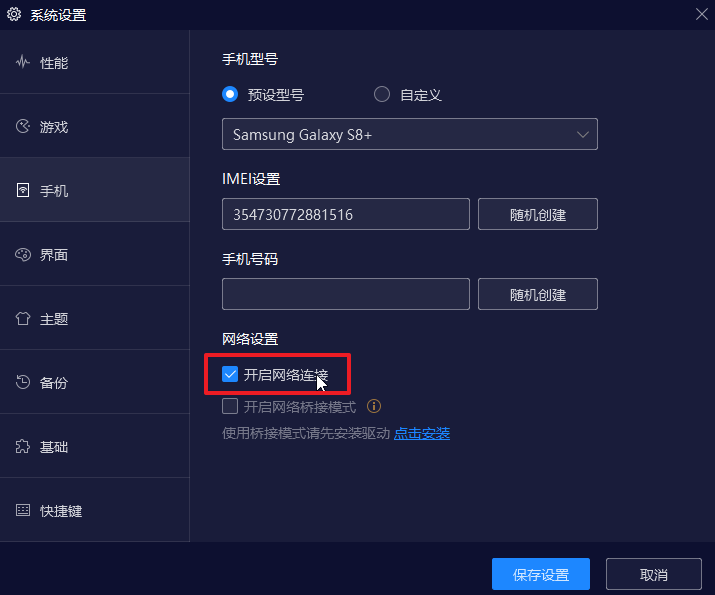 系统设置
性能
游戏
手机
界面
主题
备份
基础
快捷键
手机型号
预设型号 自定义
Samsung Galaxy S8+
IMEI设置
354730772881516 随机创建
手机号码
随机创建
网络设置
开启网络连接
开启网络桥接模式
使用桥接模式请先安装驱动 点击安装
保存设置 取消